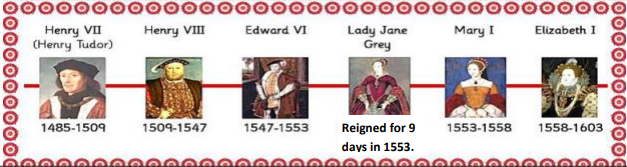 Henry VII
(Henry Tudor)
1485-1509
Henry VIII
1509-1547
Edward VI
1547-1553
Lady Jane
Grey
Reigned for 9
days in 1553.
Mary I
1553-1558
Elizabeth I
1558-1603